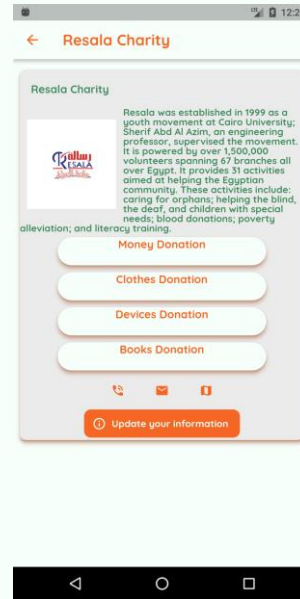 12:2
Resala Charity
Resala Charity
Resala was established in 1999 as a
youth movement at Cairo University;
Sherif Abd Al Azim, an engineering
professor, supervised the movement.
It is powered by over 1,500,000
volunteers spanning 67 branches all
over Egypt. It provides 31 activities
aimed at helping the Egyptian
community. These activities include:
caring for orphans; helping the blind,
the deaf, and children with special
needs; blood donations; poverty
alleviation; and literacy training.
رسالة
RESALA
Money Donation
Clothes Donation
Devices Donation
Books Donation
Update your information